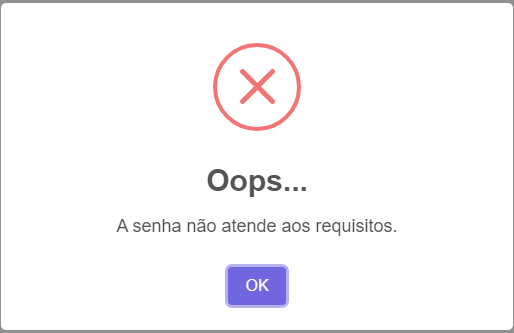 Oops...
A senha não atende aos requisitos.
OK